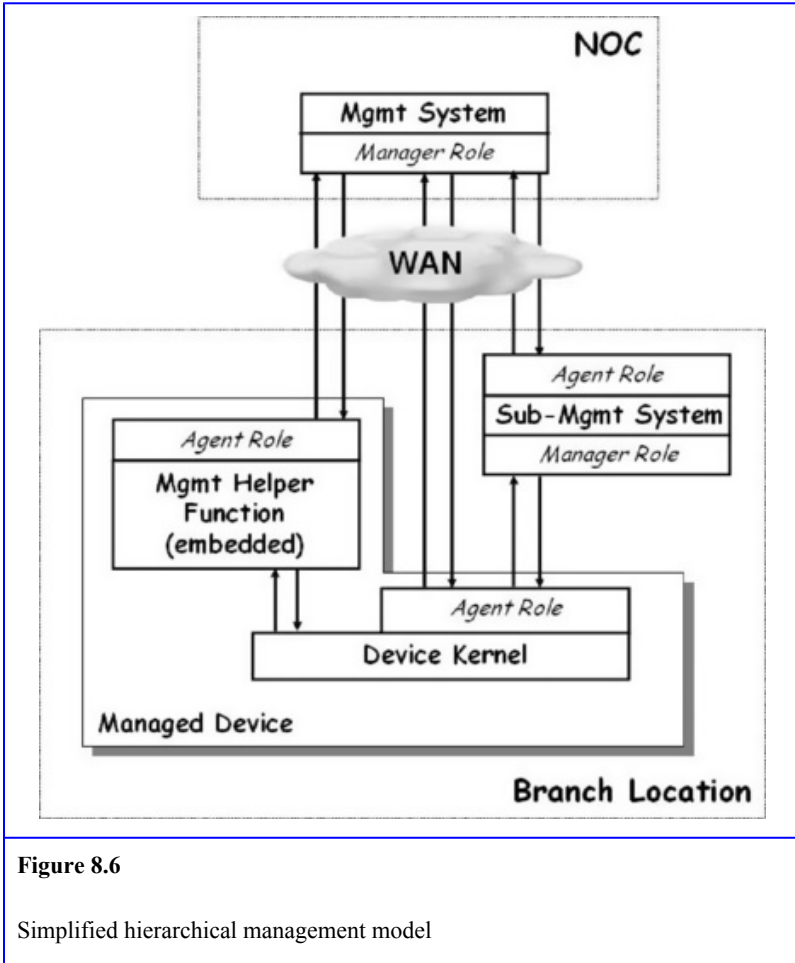 NOC
Mgmt System
Manager Role
WAN
Agent Role
Sub-Mgmt System
Manager Role
Agent Role
Mgmt Helper
Function
(embedded)
Agent Role
Device Kernel
Managed Device
Branch Location
Figure 8.6
Simplified hierarchical management model